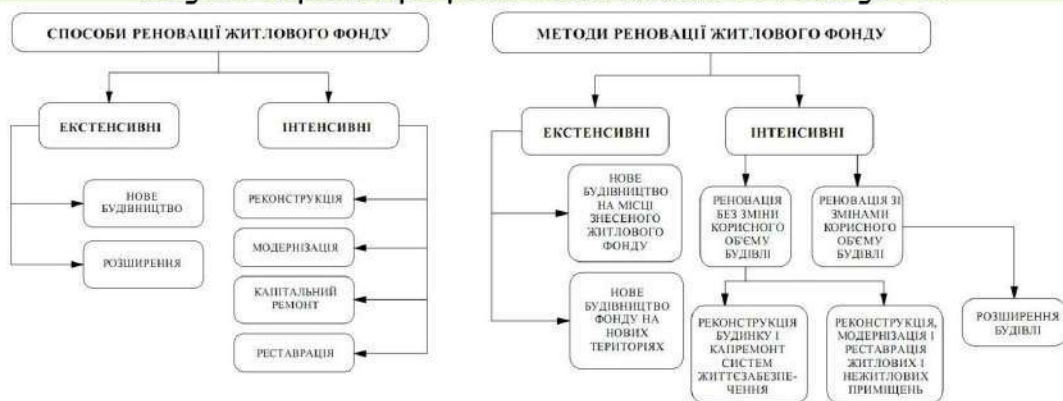 СПОСОБИ РЕНОВАЦІЇ ЖИТЛОВОГО ФОНДУ
ЕКСТЕНСИВНІ
ІНТЕНСИВНІ
НОВЕ
БУДІВНИЦТВО
РОЗШИРЕННЯ
РЕКОНСТРУКЦІЯ
МОДЕРНІЗАЦІЯ
КАПІТАЛЬНИЙ
РЕМОНТ
РЕСТАВРАЦІЯ
МЕТОДИ РЕНОВАЦІЇ ЖИТЛОВОГО ФОНДУ
ЕКСТЕНСИВНІ
ІНТЕНСИВНІ
НОВЕ
БУДІВНИЦТВО
НА МІСЦІ
ЗНЕСЕНОГО
ЖИТЛОВОГО
ФОНДУ
НОВЕ
БУДІВНИЦТВО
ФОНДУ НА
НОВИХ
ТЕРИТОРІЯХ
РЕНОВАЦІЯ
БЕЗ ЗМІНИ
КОРИСНОГО
ОБ'ЄМУ
БУДІВЛІ
РЕНОВАЦІЯ ЗІ
ЗМІНАМИ
КОРИСНОГО
ОБ'ЄМУ
БУДІВЛІ
РЕКОНСТРУКЦІЯ
БУДИНКУ І
КАПРЕМОНТ
СИСТЕМ
ЖИТТЄЗАБЕЗПЕ-
ЧЕННЯ
РЕКОНСТРУКЦІЯ,
МОДЕРНІЗАЦІЯ І
РЕСТАВРАЦІЯ
ЖИТЛОВИХ І
НЕЖИТЛОВИХ
ПРИМІЩЕНЬ
РОЗШИРЕННЯ
БУДІВЛІ